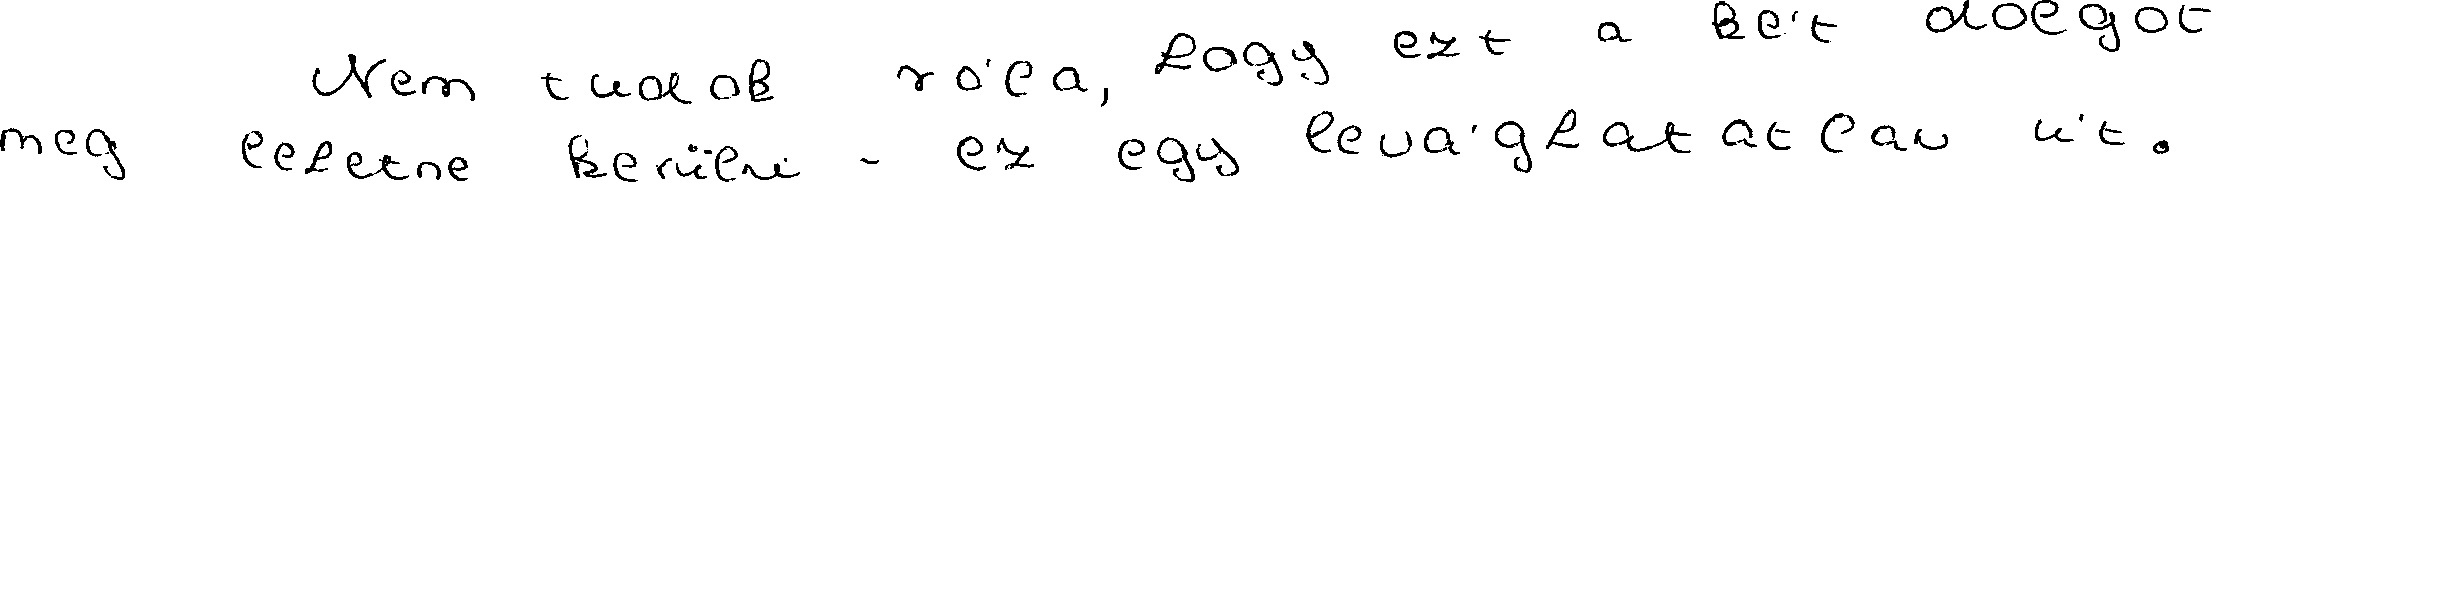 Nem tudok róla, hogy ezt a két dolgot
meg lehetne kerülni - ez egy levághatatlan út.